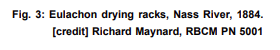 Fig. 3: Eulachon drying racks, Nass River, 1884.
[credit] Richard Maynard, RBCM PN 5001